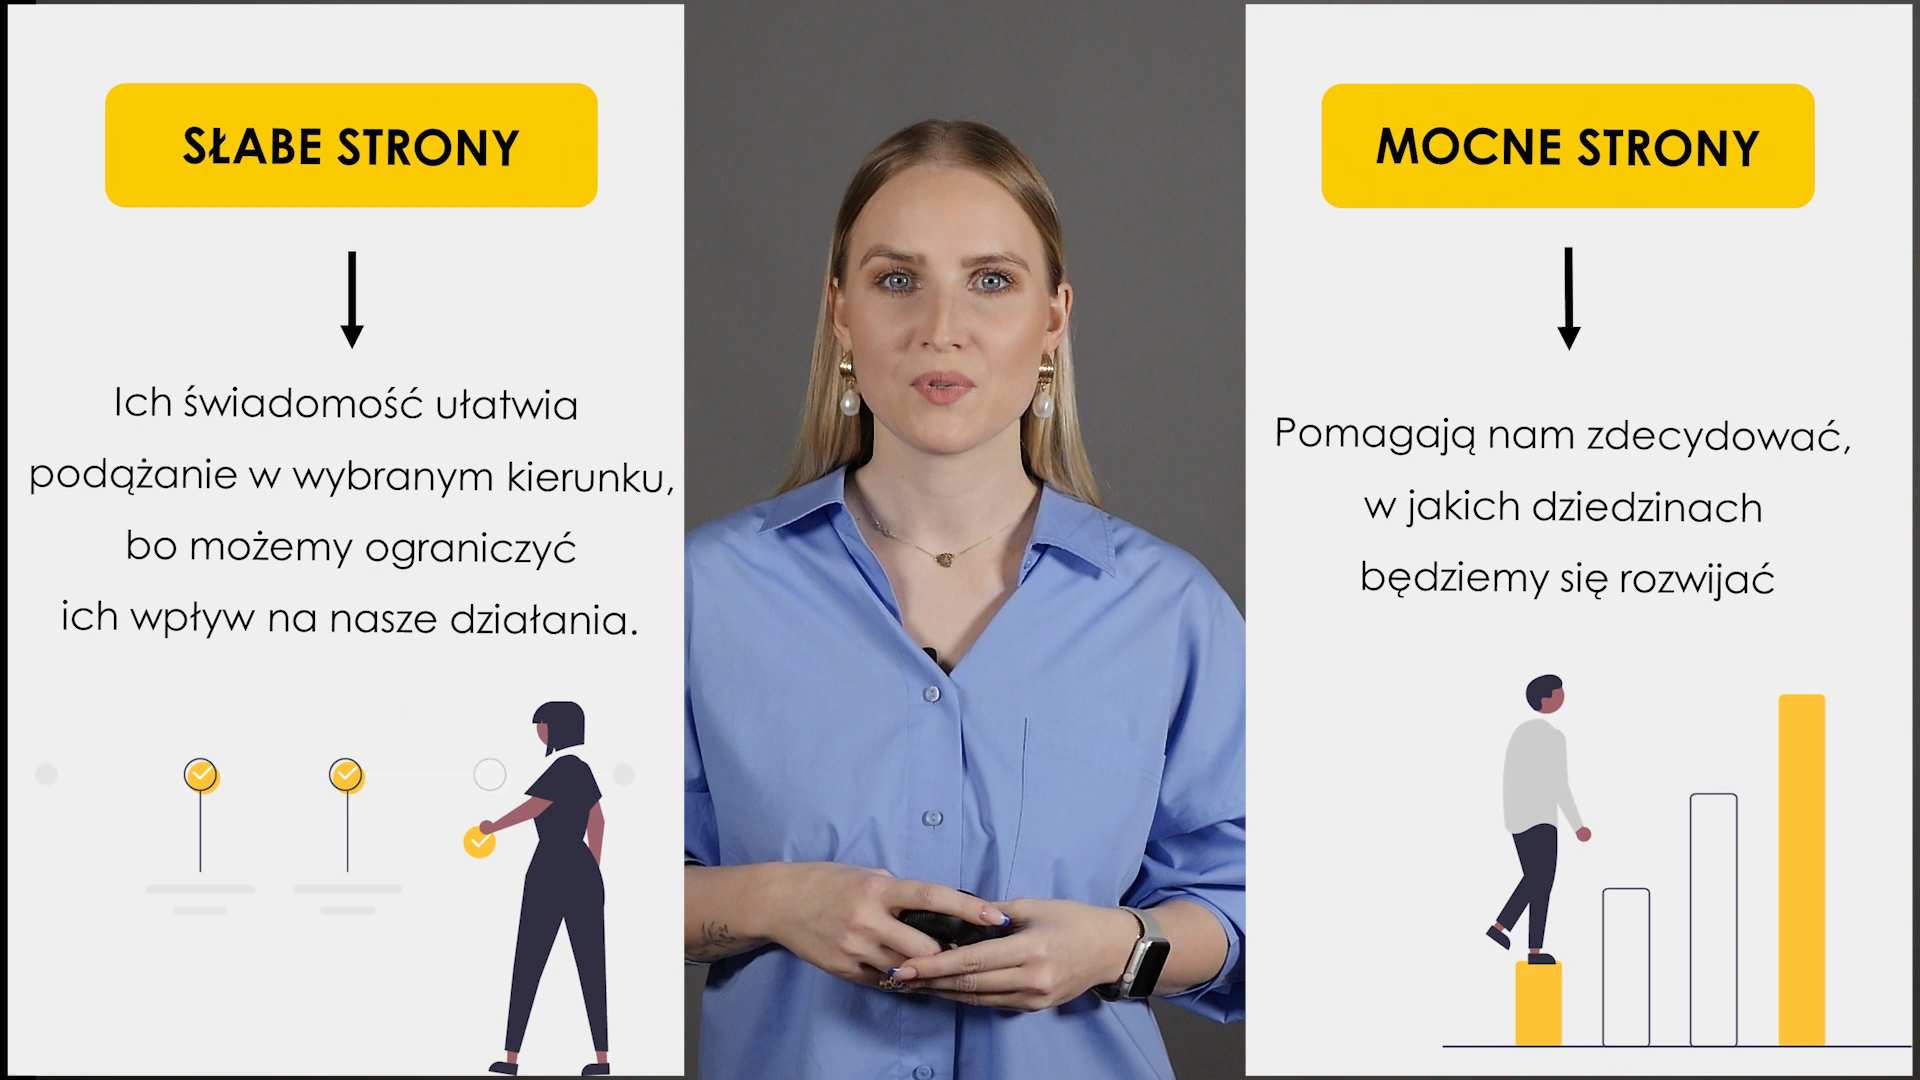 SŁABE STRONY
Ich świadomość ułatwia
podążanie w wybranym kierunku,
bo możemy ograniczyć
ich wpływ na nasze działania.
MOCNE STRONY
Pomagają nam zdecydować,
w jakich dziedzinach
będziemy się rozwijać